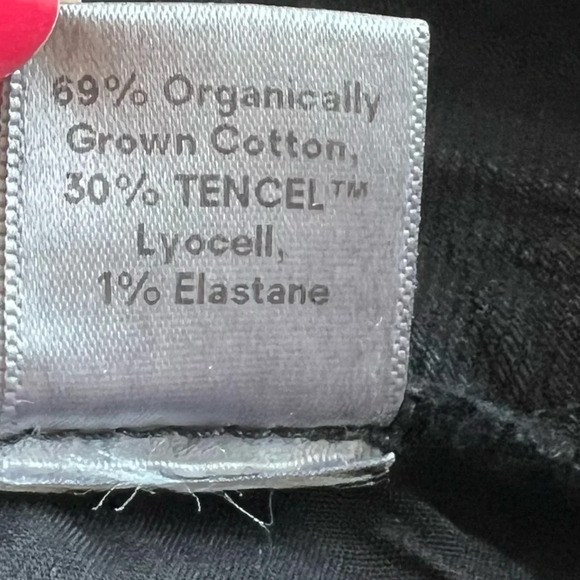 69% Organically
Grown Cotton,
30% TENCEL™
Lyocell,
1% Elastane